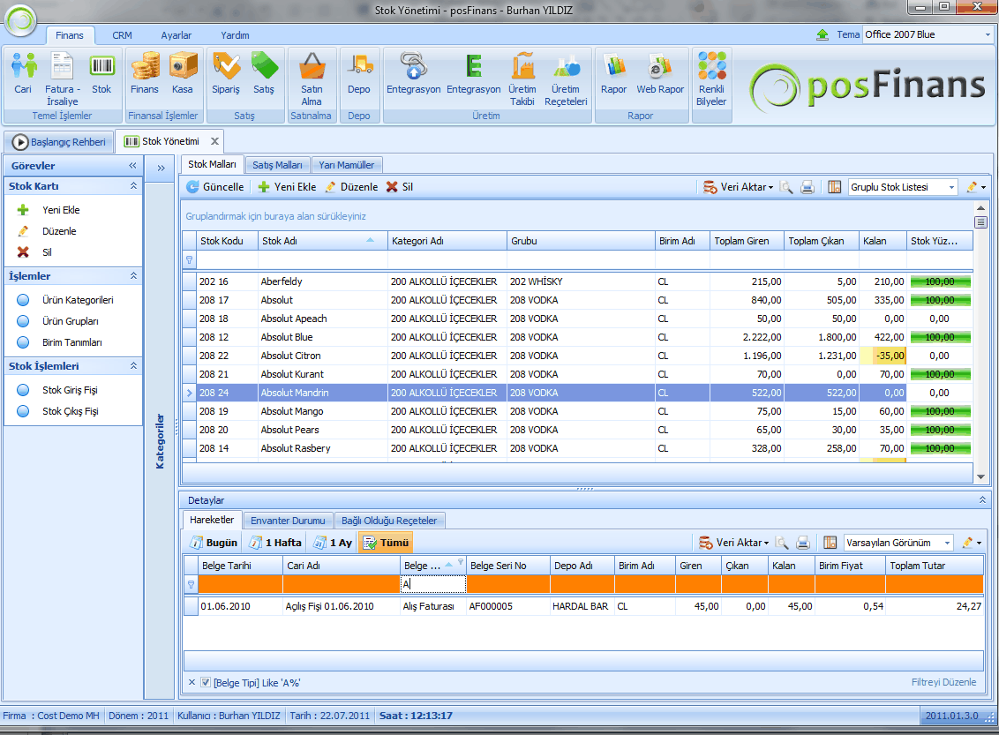 Stok Yönetimi - posFinans - Burhan YILDIZ
Finans CRM Ayarlar Yardım Tema Office 2007 Blue
Cari Fatura - İrsaliye Stok Finans Kasa Sipariş Satış Satın Alma Depo Entegrasyon Entegrasyon Üretim Takibi Üretim Reçeteleri Rapor Web Rapor Renkli Bilyeler
posFinans
Temel İşlemler Finansal İşlemler Satış Satınalma Depo Üretim Rapor
Başlangıç Rehberi Stok Yönetimi
Görevler
Stok Kartı
Yeni Ekle
Düzenle
Sil
İşlemler
Ürün Kategorileri
Ürün Grupları
Birim Tanımları
Stok İşlemleri
Stok Giriş Fişi
Stok Çıkış Fişi
Kategoriler
Stok Malları Satış Malları Yarı Mamüller
Güncelle Yeni Ekle Düzenle Sil Veri Aktar Gruplu Stok Listesi
Gruplandırmak için buraya alan sürükleyiniz
Stok Kodu Stok Adı Kategori Adı Grubu Birim Adı Toplam Giren Toplam Çıkan Kalan Stok Yüz...
202 16 Aberfeldy 200 ALKOLLÜ İÇECEKLER 202 WHİSKY CL 215,00 5,00 210,00 100,00
208 17 Absolut 200 ALKOLLÜ İÇECEKLER 208 VODKA CL 840,00 505,00 335,00 100,00
208 18 Absolut Apeach 200 ALKOLLÜ İÇECEKLER 208 VODKA CL 50,00 50,00 0,00 0,00
208 12 Absolut Blue 200 ALKOLLÜ İÇECEKLER 208 VODKA CL 2.222,00 1.800,00 422,00 100,00
208 22 Absolut Citron 200 ALKOLLÜ İÇECEKLER 208 VODKA CL 1.196,00 1.231,00 -35,00 0,00
208 21 Absolut Kurant 200 ALKOLLÜ İÇECEKLER 208 VODKA CL 70,00 0,00 70,00 100,00
208 24 Absolut Mandrin 200 ALKOLLÜ İÇECEKLER 208 VODKA CL 522,00 522,00 0,00 0,00
208 19 Absolut Mango 200 ALKOLLÜ İÇECEKLER 208 VODKA CL 75,00 15,00 60,00 100,00
208 20 Absolut Pears 200 ALKOLLÜ İÇECEKLER 208 VODKA CL 65,00 30,00 35,00 100,00
208 14 Absolut Rasbery 200 ALKOLLÜ İÇECEKLER 208 VODKA CL 328,00 258,00 70,00 100,00
Detaylar
Hareketler Envanter Durumu Bağlı Olduğu Reçeteler
Bugün 1 Hafta 1 Ay Tümü Veri Aktar Varsayılan Görünüm
Belge Tarihi Cari Adı Belge ... Belge Seri No Depo Adı Birim Adı Giren Çıkan Kalan Birim Fiyat Toplam Tutar
A
01.06.2010 Açılış Fişi 01.06.2010 Alış Faturası AF000005 HARDAL BAR CL 45,00 0,00 45,00 0,54 24,27
[Belge Tipi] Like 'A%' Filtreyi Düzenle
Firma : Cost Demo MH Dönem : 2011 Kullanıcı : Burhan YILDIZ Tarih : 22.07.2011 Saat : 12:13:17 2011.01.3.0